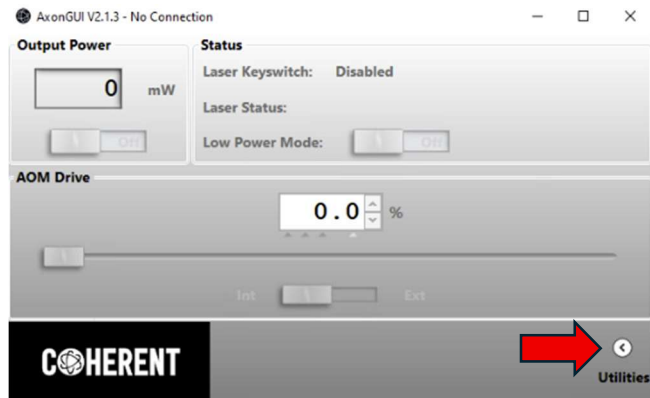 AxonGUI V2.1.3 - No Connection
Output Power
0 mW
Off
Status
Laser Keyswitch: Disabled
Laser Status:
Low Power Mode: Off
AOM Drive
0.0 %
Int Ext
COHERENT
Utilities